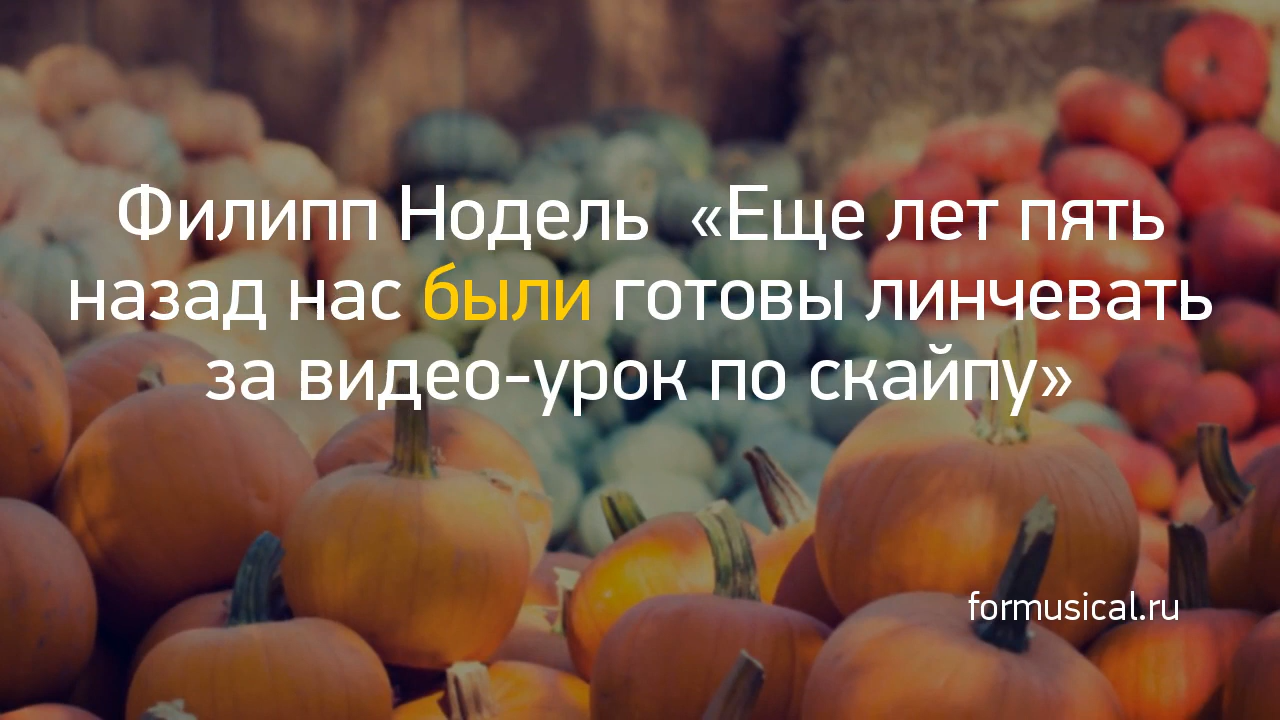 Филипп Нодель «Еще лет пять
назад нас были готовы линчевать
за видео-урок по скайпу»
formusical.ru